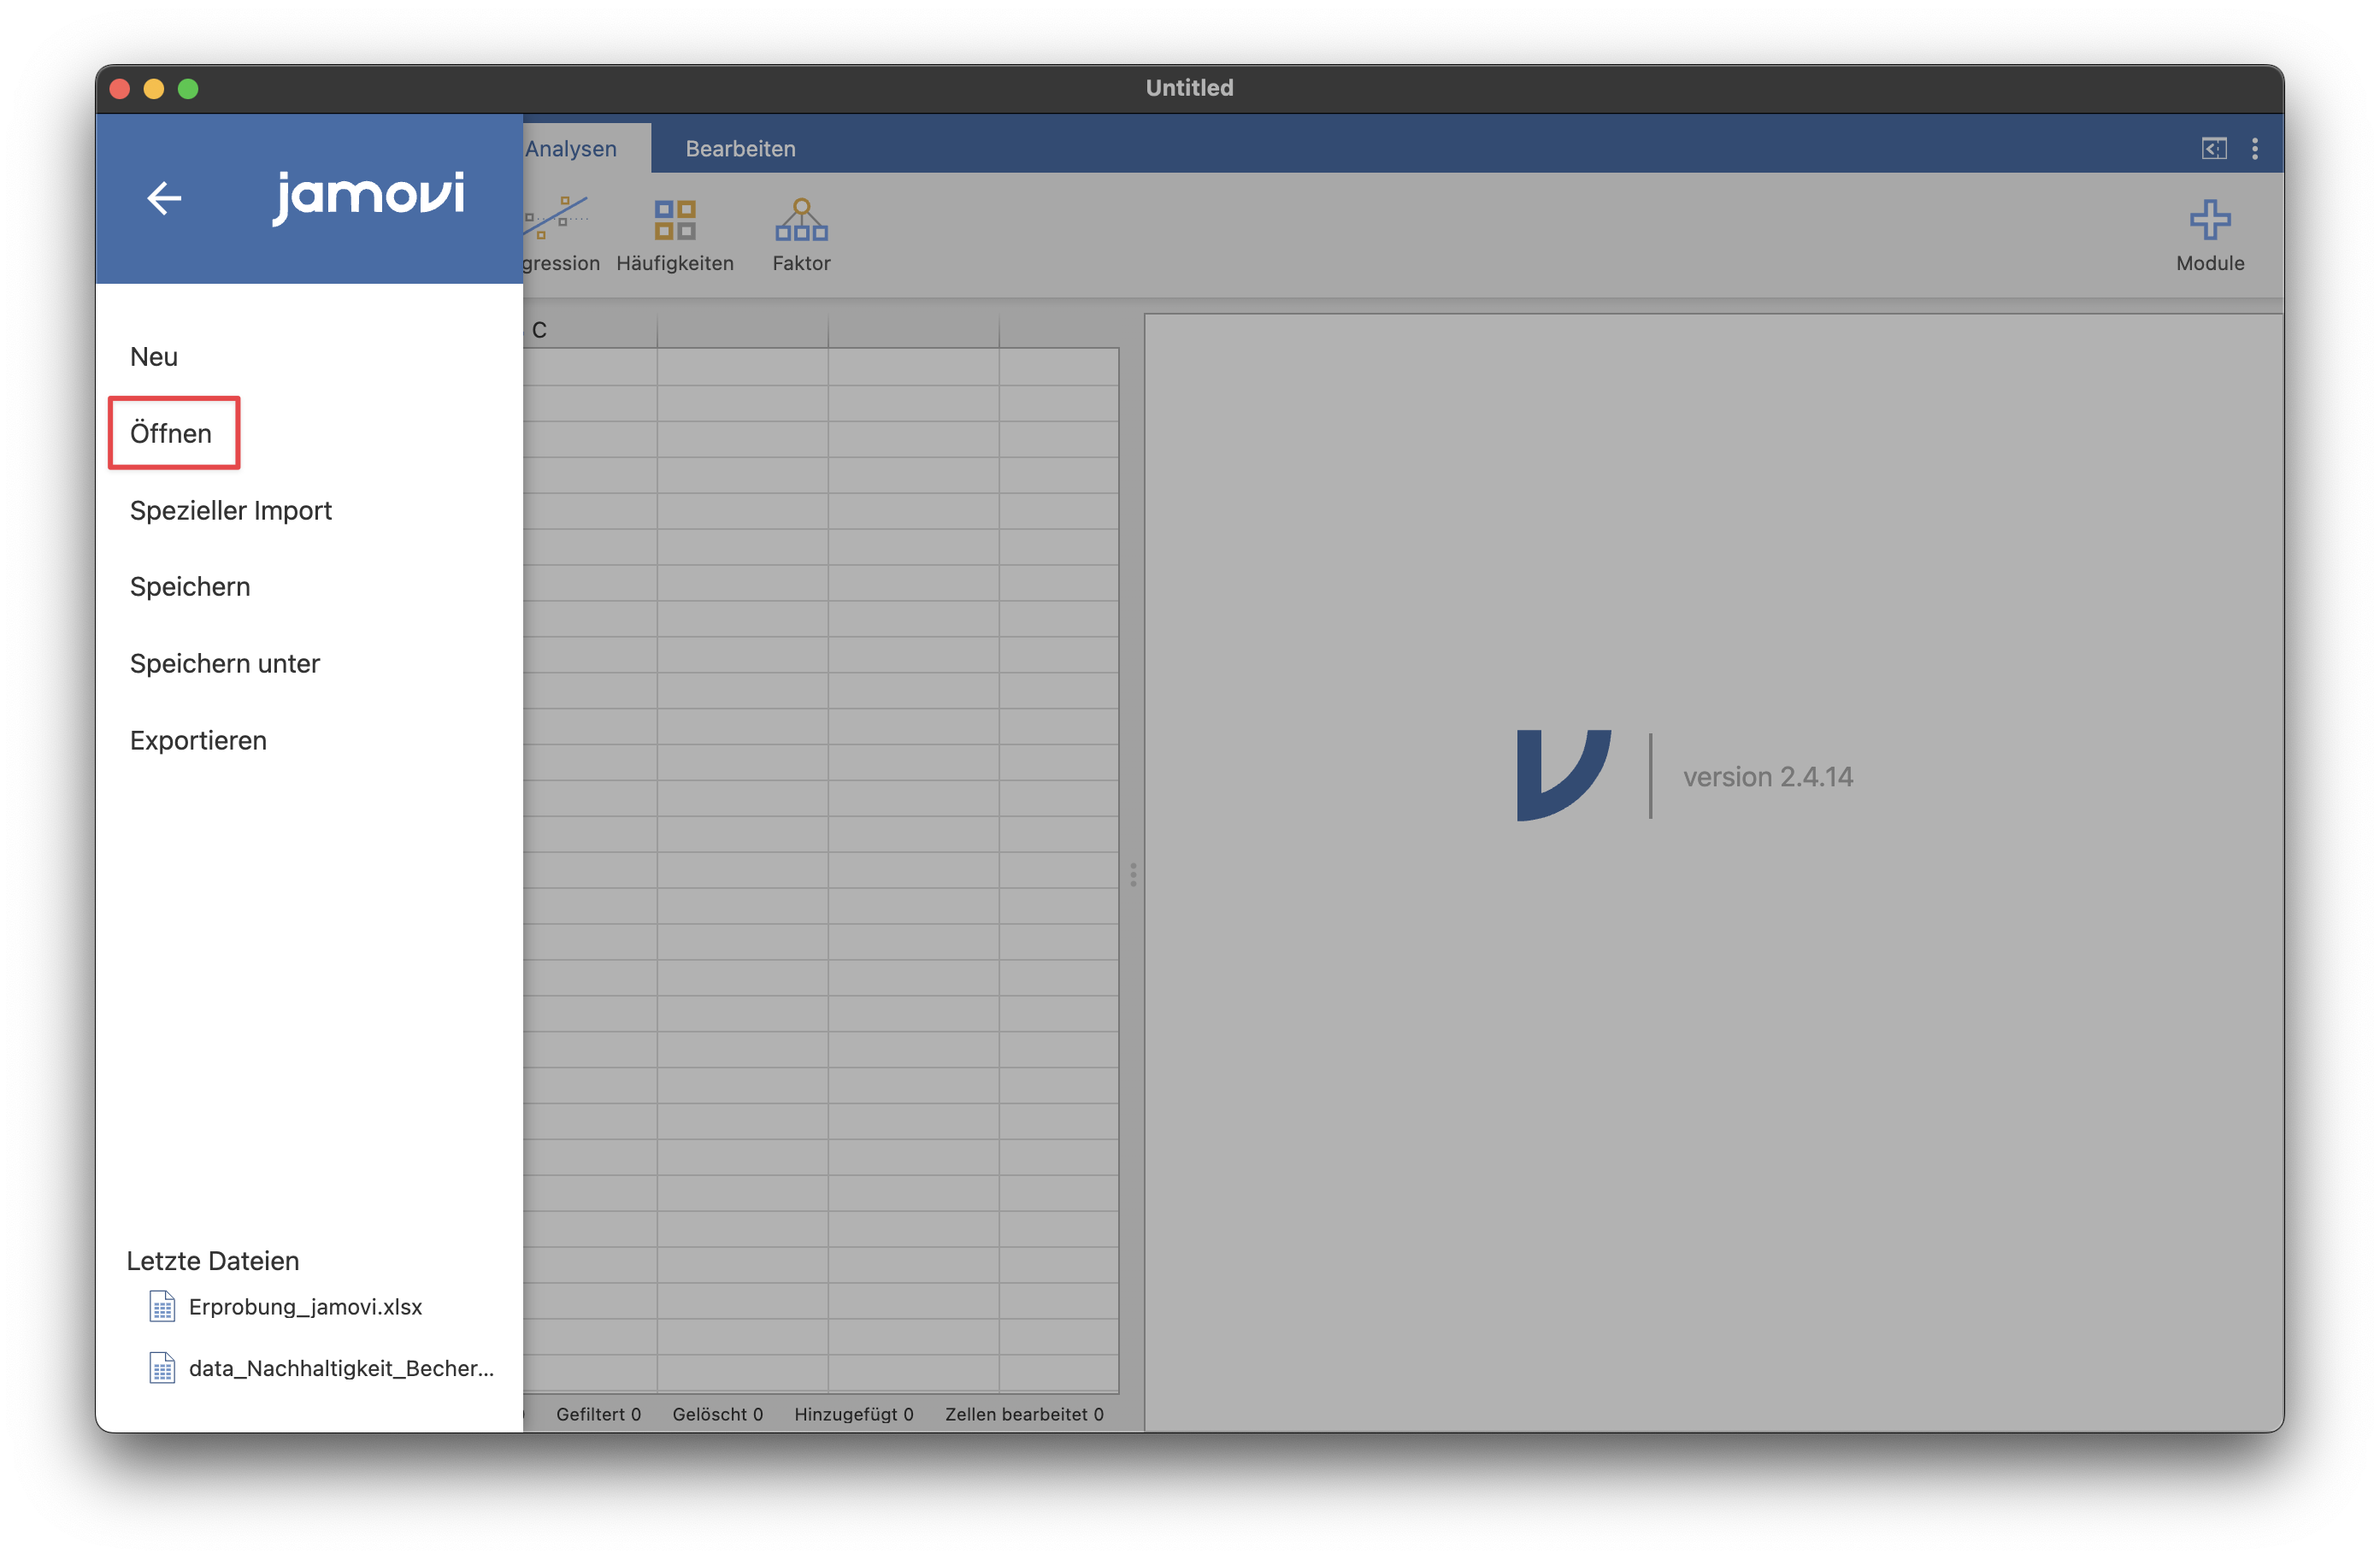 Untitled
jamovi
Analysen
Bearbeiten
gression
Häufigkeiten
Faktor
Module
C
Neu
Öffnen
Spezieller Import
Speichern
Speichern unter
Exportieren
version 2.4.14
Letzte Dateien
Erprobung_jamovi.xlsx
data_Nachhaltigkeit_Becher...
Gefiltert 0
Gelöscht 0
Hinzugefügt 0
Zellen bearbeitet 0